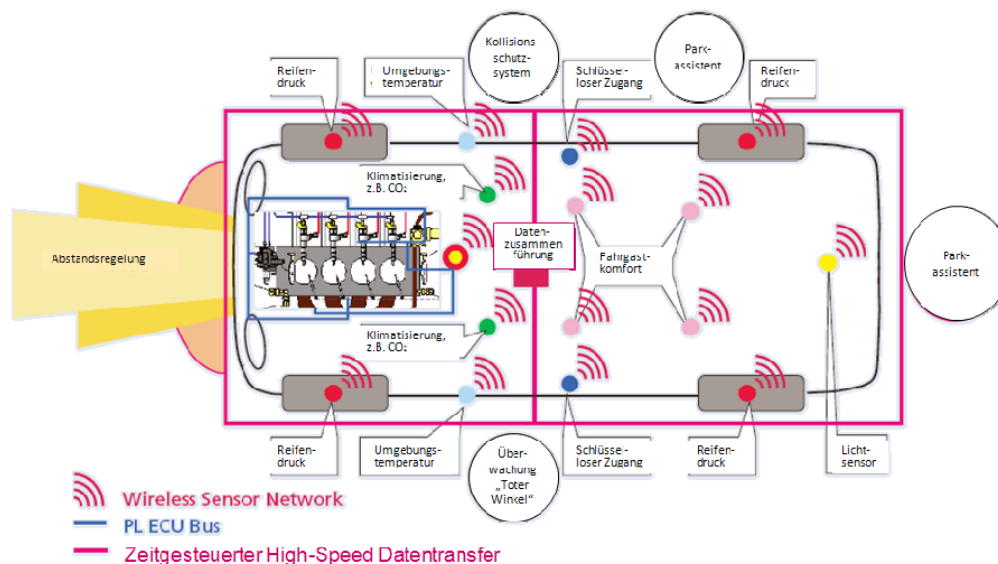 Kollisions
schutz-
system
Park-
assistent
Reifen-
druck
Umgebungs-
temperatur
Schlüssel-
loser Zugang
Reifen-
druck
Klimatisierung,
z.B. CO₂
Abstandsregelung
Daten-
zusammen
führung
Fahrgast-
komfort
Park-
assistent
Klimatisierung,
z.B. CO₂
Reifen-
druck
Umgebungs-
temperatur
Über-
wachung
„Toter
Winkel“
Schlüssel-
loser Zugang
Reifen-
druck
Licht-
sensor
Wireless Sensor Network
PL ECU Bus
Zeitgesteuerter High-Speed Datentransfer